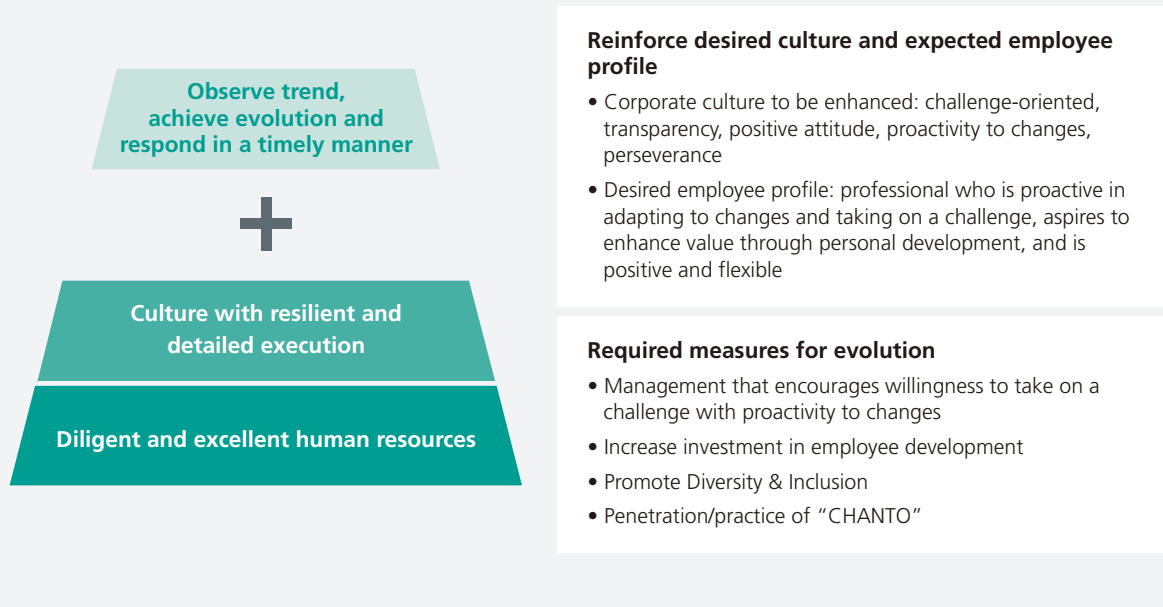 Observe trend,
achieve evolution and
respond in a timely manner
Culture with resilient and
detailed execution
Diligent and excellent human resources
Reinforce desired culture and expected employee
profile
• Corporate culture to be enhanced: challenge-oriented,
transparency, positive attitude, proactivity to changes,
perseverance
• Desired employee profile: professional who is proactive in
adapting to changes and taking on a challenge, aspires to
enhance value through personal development, and is
positive and flexible
Required measures for evolution
• Management that encourages willingness to take on a
challenge with proactivity to changes
• Increase investment in employee development
• Promote Diversity & Inclusion
• Penetration/practice of “CHANTO”